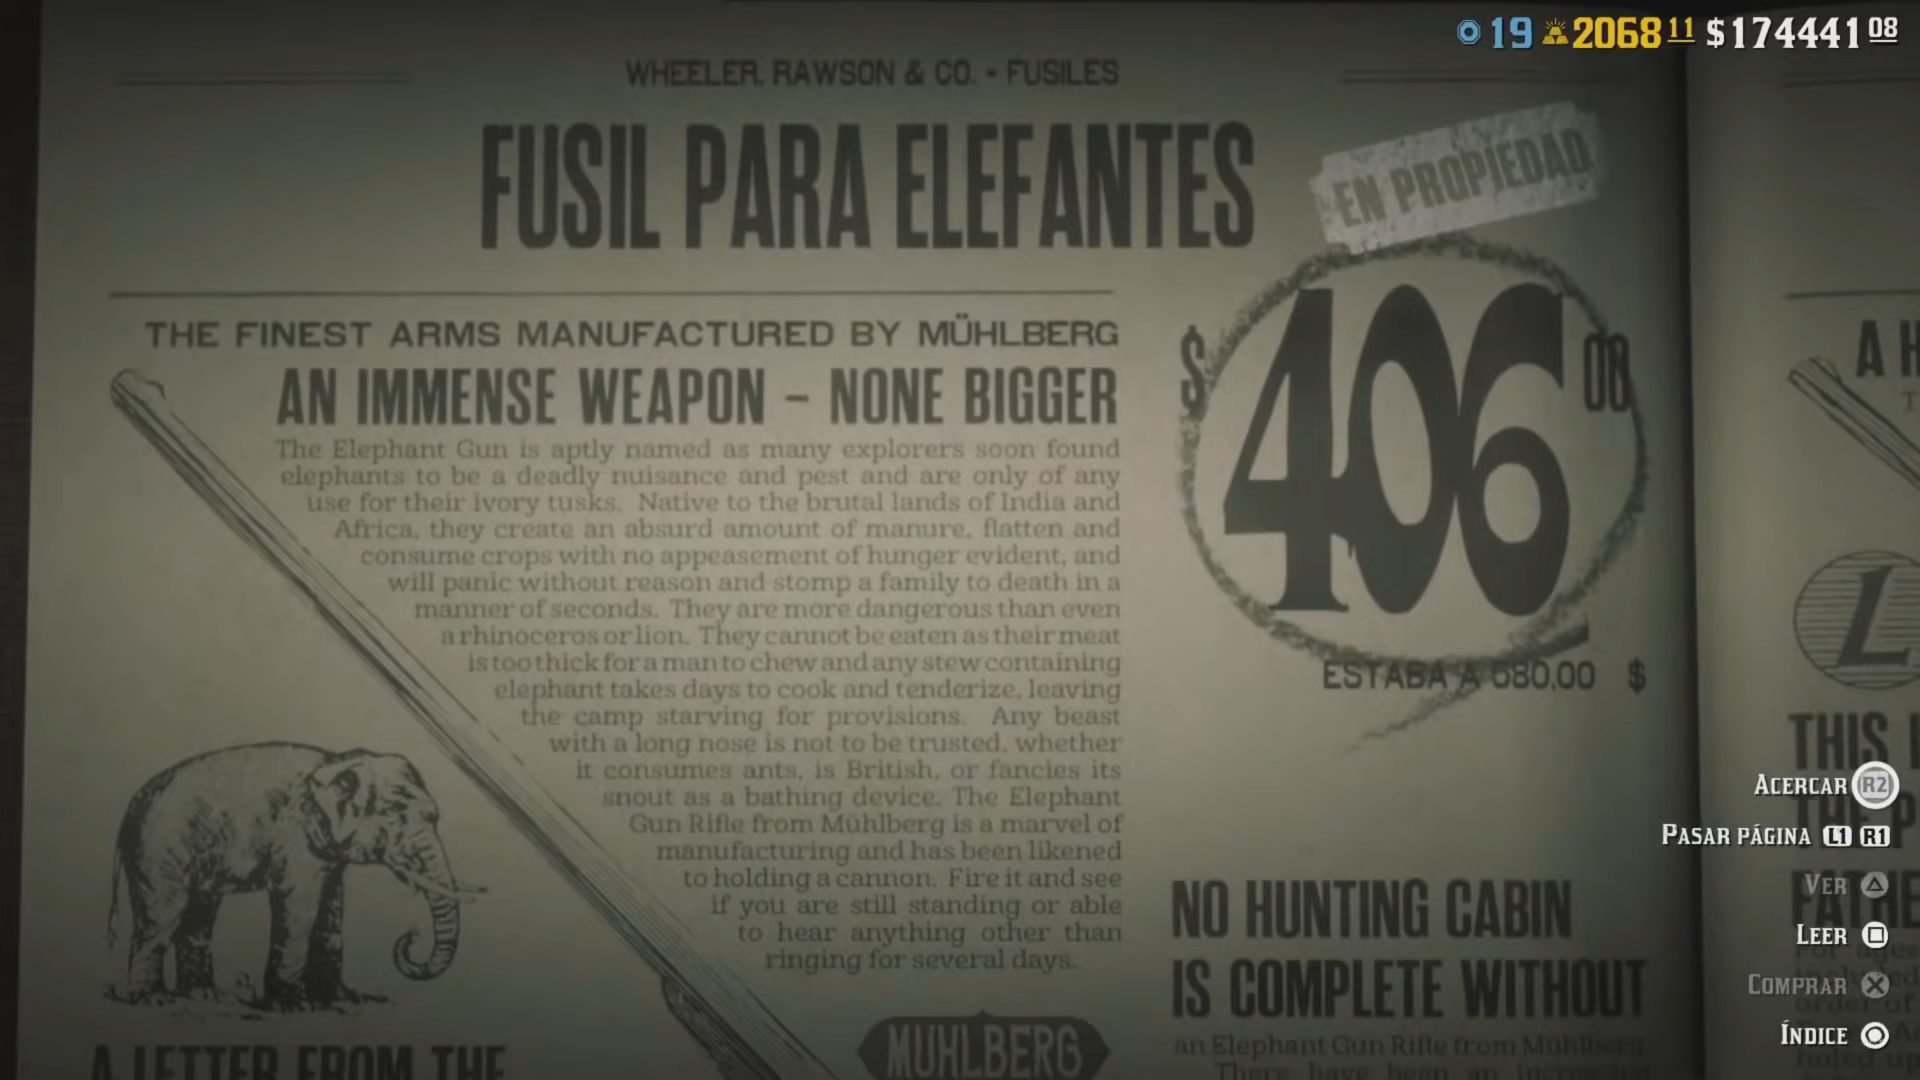 19 2068 11 $174441 08
WHEELER, RAWSON & CO. - FUSILES
FUSIL PARA ELEFANTES
EN PROPIEDAD
$ 406 00
ESTABA A 580,00 $
THE FINEST ARMS MANUFACTURED BY MÜHLBERG
AN IMMENSE WEAPON – NONE BIGGER
The Elephant Gun is aptly named as many explorers soon found
elephants to be a deadly nuisance and pest and are only of any
use for their ivory tusks. Native to the brutal lands of India and
Africa, they create an absurd amount of manure, flatten and
consume crops with no appeasement of hunger evident, and
will panic without reason and stomp a family to death in a
manner of seconds. They are more dangerous than even
a rhinoceros or lion. They cannot be eaten as their meat
is too thick for a man to chew and any stew containing
elephant takes days to cook and tenderize, leaving
the camp starving for provisions. Any beast
with a long nose is not to be trusted, whether
it consumes ants, is British, or fancies its
snout as a bathing device. The Elephant
Gun Rifle from Mühlberg is a marvel of
manufacturing and has been likened
to holding a cannon. Fire it and see
if you are still standing or able
to hear anything other than
ringing for several days.
MÜHLBERG
A LETTER FROM THE
NO HUNTING CABIN
IS COMPLETE WITHOUT
an Elephant Gun Rifle from Mühlberg.
There have been an increasing
A H
L
THIS
ACERCAR R2
PASAR PÁGINA L1 R1
VER
LEER
COMPRAR
ÍNDICE